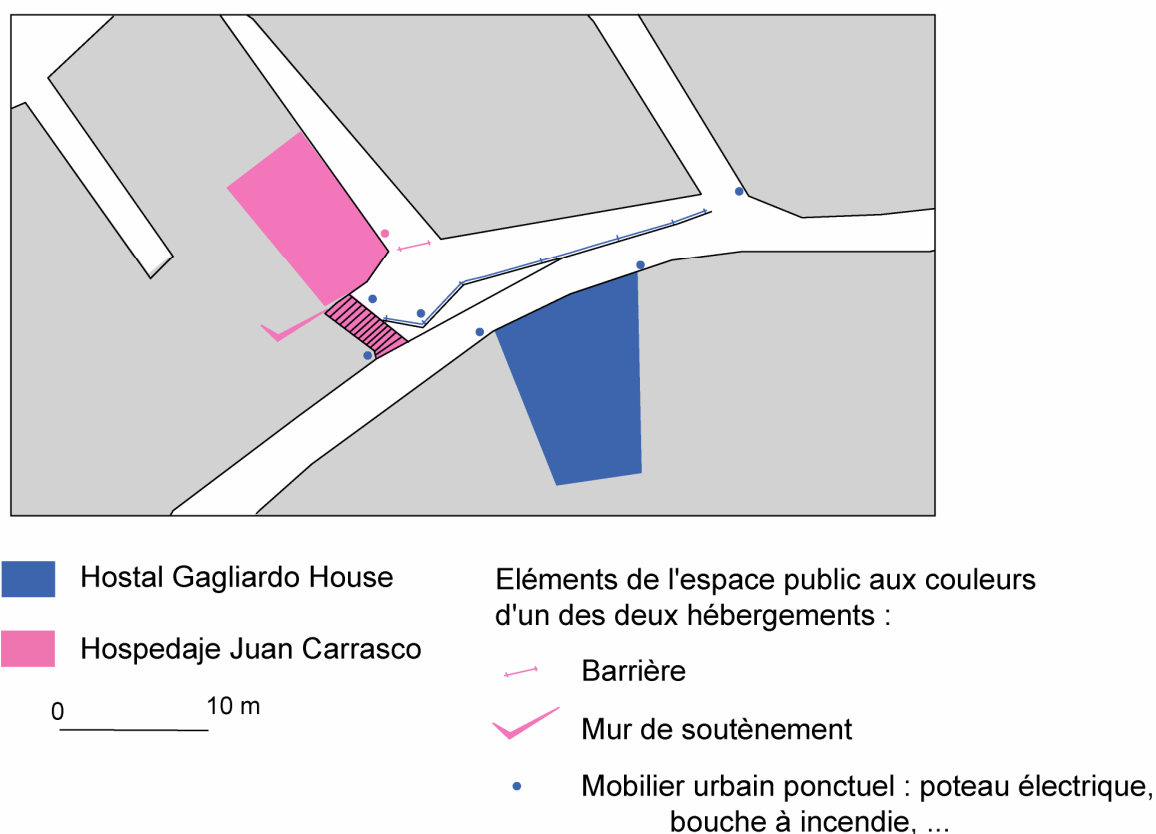 Hostal Gagliardo House
Hospedaje Juan Carrasco
0
10 m
Eléments de l'espace public aux couleurs
d'un des deux hébergements :
Barrière
Mur de soutènement
Mobilier urbain ponctuel : poteau électrique,
bouche à incendie, ...